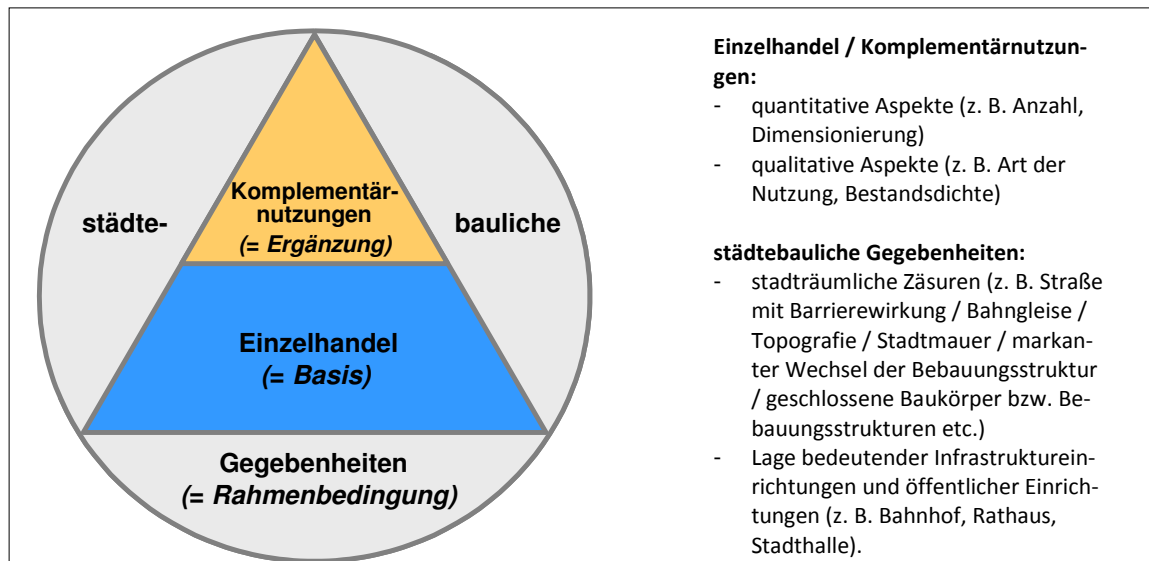 Komplementär-
nutzungen
(= Ergänzung)
städte-
bauliche
Einzelhandel
(= Basis)
Gegebenheiten
(= Rahmenbedingung)
Einzelhandel / Komplementärnutzun-
gen:
- quantitative Aspekte (z. B. Anzahl,
Dimensionierung)
- qualitative Aspekte (z. B. Art der
Nutzung, Bestandsdichte)
städtebauliche Gegebenheiten:
- stadträumliche Zäsuren (z. B. Straße
mit Barrierewirkung / Bahngleise /
Topografie / Stadtmauer / markan-
ter Wechsel der Bebauungsstruktur
/ geschlossene Baukörper bzw. Be-
bauungsstrukturen etc.)
- Lage bedeutender Infrastrukturein-
richtungen und öffentlicher Einrich-
tungen (z. B. Bahnhof, Rathaus,
Stadthalle).